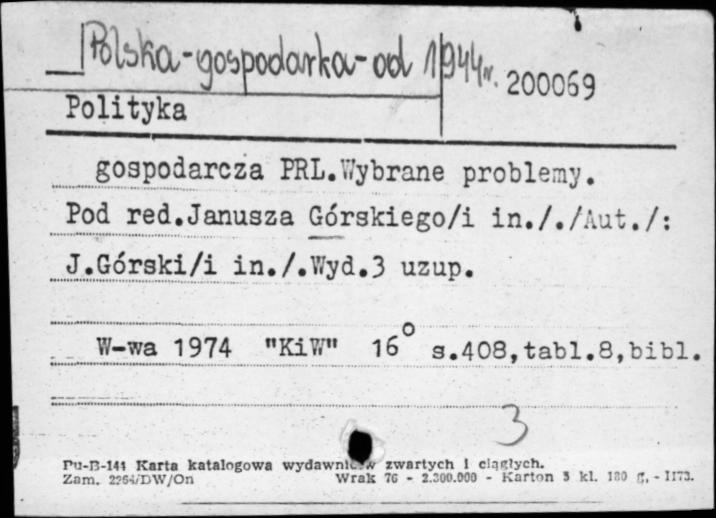 Polska-gospodarka-od 1944r.
200069
Polityka
gospodarcza PRL.Wybrane problemy.
Pod red.Janusza Górskiego/i in./.​/Aut./:
J.Górski/i in./.Wyd.3 uzup.
W-wa 1974 "KiW" 16° s.408,tabl.8,bibl.
3
Pu-B-144 Karta katalogowa wydawnictw zwartych i ciągłych.
Zam. 2264/DW/On Wrak 76 - 2.300.000 - Karton 3 kl. 180 g, - 1173.